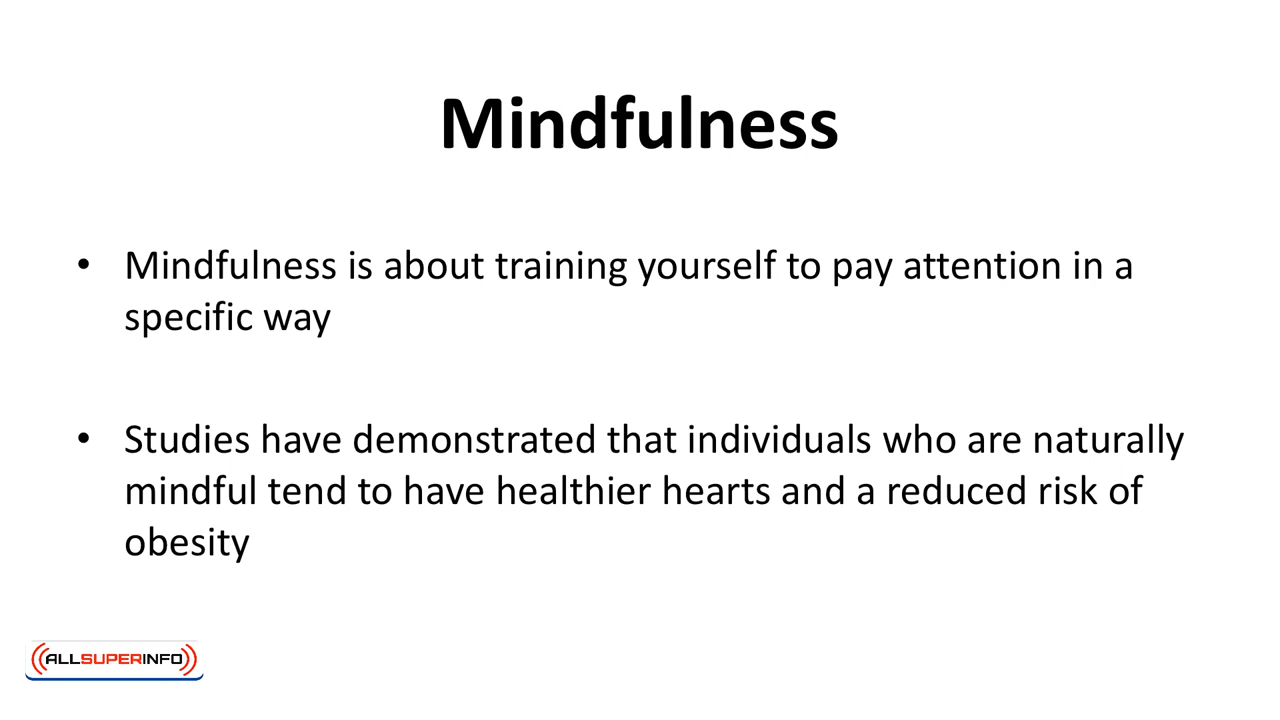 Mindfulness
• Mindfulness is about training yourself to pay attention in a
specific way
• Studies have demonstrated that individuals who are naturally
mindful tend to have healthier hearts and a reduced risk of
obesity
ALLSUPERINFO